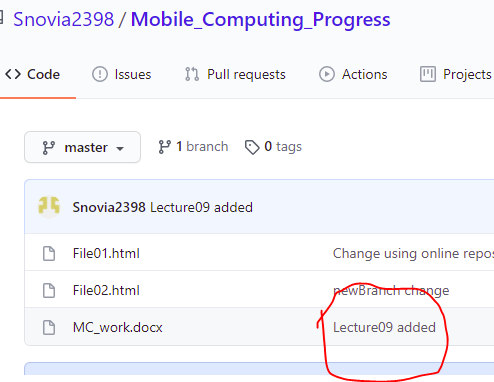 Snovia2398 / Mobile_Computing_Progress
Code Issues Pull requests Actions Projects
master 1 branch 0 tags
Snovia2398 Lecture09 added
File01.html Change using online repos
File02.html newBranch change
MC_work.docx Lecture09 added